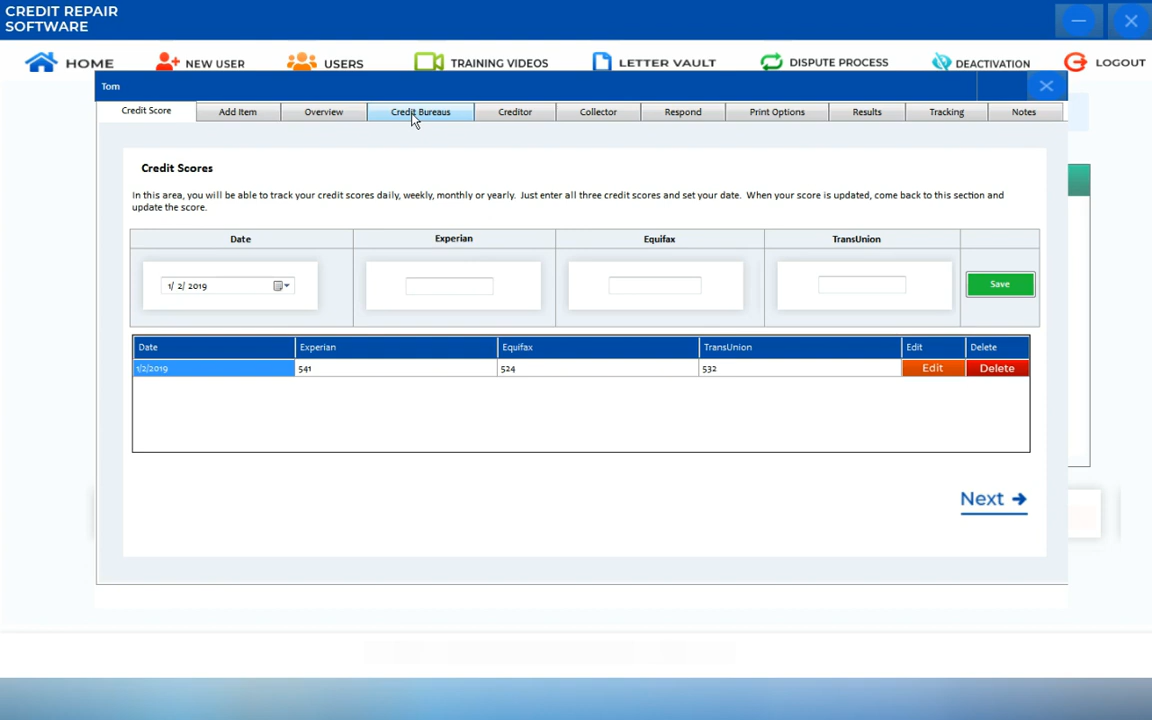 CREDIT REPAIR
SOFTWARE
HOME NEW USER USERS TRAINING VIDEOS LETTER VAULT DISPUTE PROCESS DEACTIVATION LOGOUT
Tom
Credit Score Add Item Overview Credit Bureaus Creditor Collector Respond Print Options Results Tracking Notes
Credit Scores
In this area, you will be able to track your credit scores daily, weekly, monthly or yearly. Just enter all three credit scores and set your date. When your score is updated, come back to this section and
update the score.
Date Experian Equifax TransUnion
1/ 2/ 2019 Save
Date Experian Equifax TransUnion Edit Delete
1/2/2019 541 524 532 Edit Delete
Next